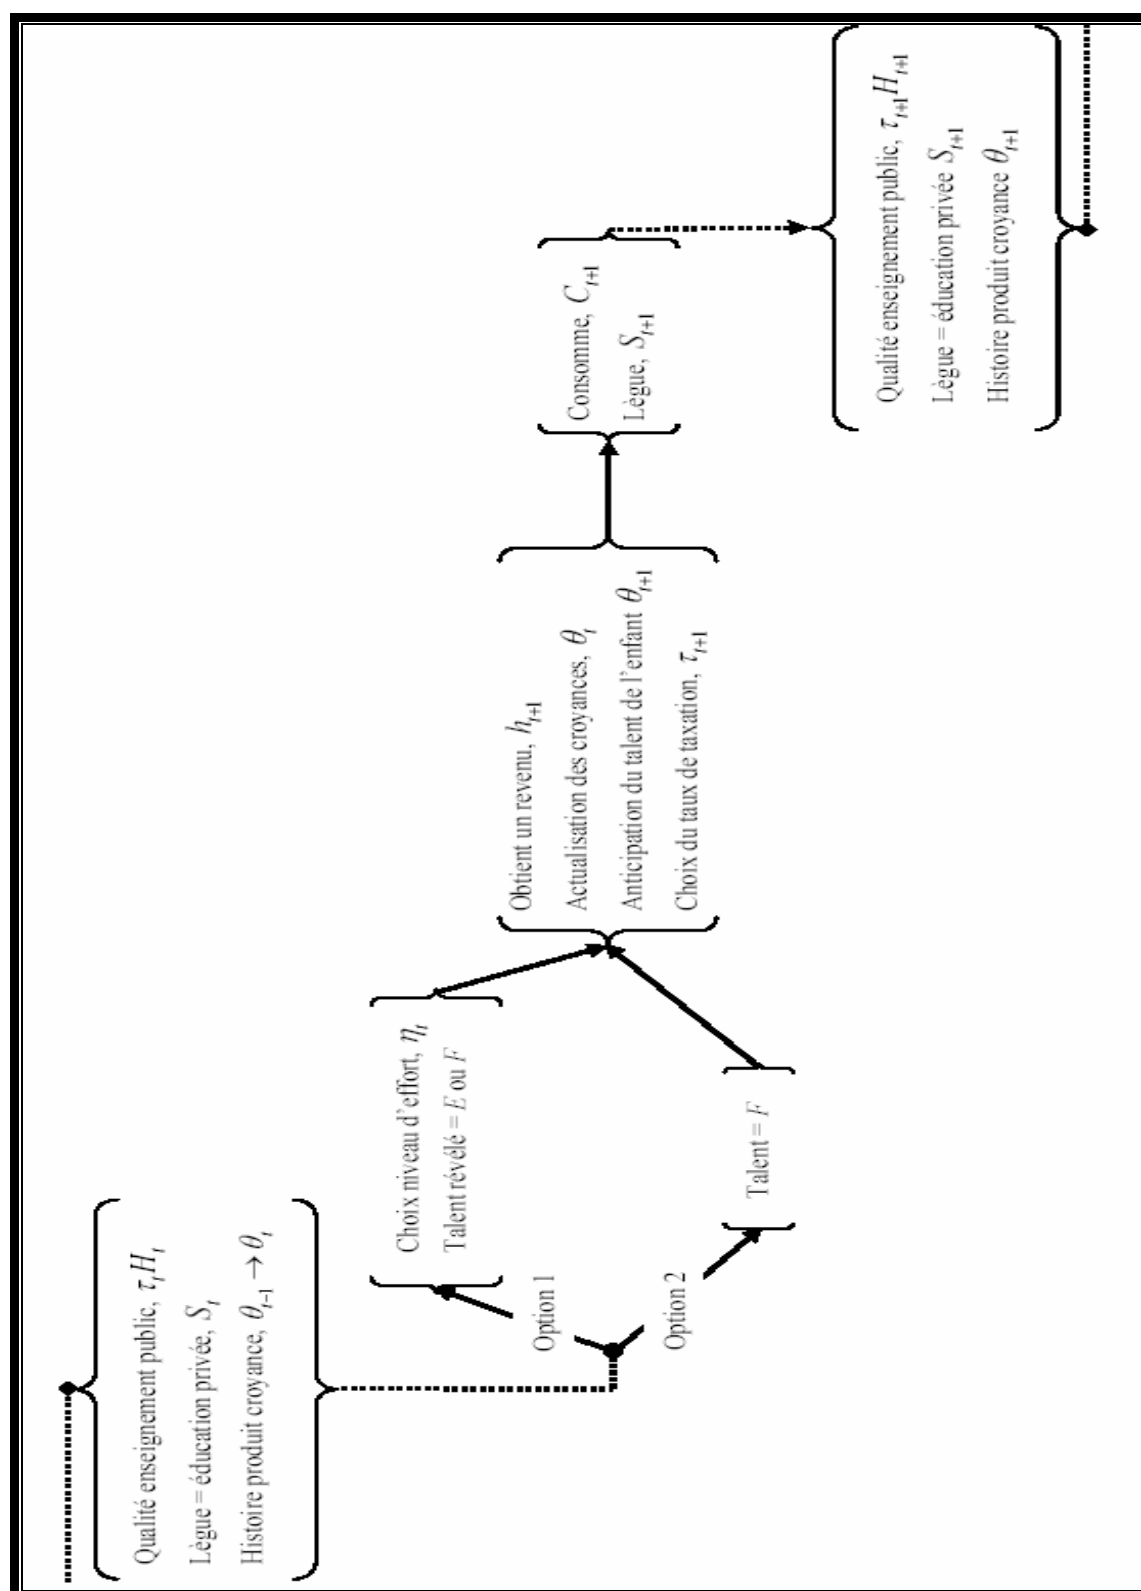 Qualité enseignement public, τ_t H_t
Lègue = éducation privée, S_t
Histoire produit croyance, θ_{t-1} → θ_t
Option 1
Option 2
Choix niveau d'effort, η_t
Talent révélé = E ou F
Talent = F
Obtient un revenu, h_{t+1}
Actualisation des croyances, θ_t
Anticipation du talent de l'enfant θ_{t+1}
Choix du taux de taxation, τ_{t+1}
Consomme, C_{t+1}
Lègue, S_{t+1}
Qualité enseignement public, τ_{t+1} H_{t+1}
Lègue = éducation privée S_{t+1}
Histoire produit croyance θ_{t+1}